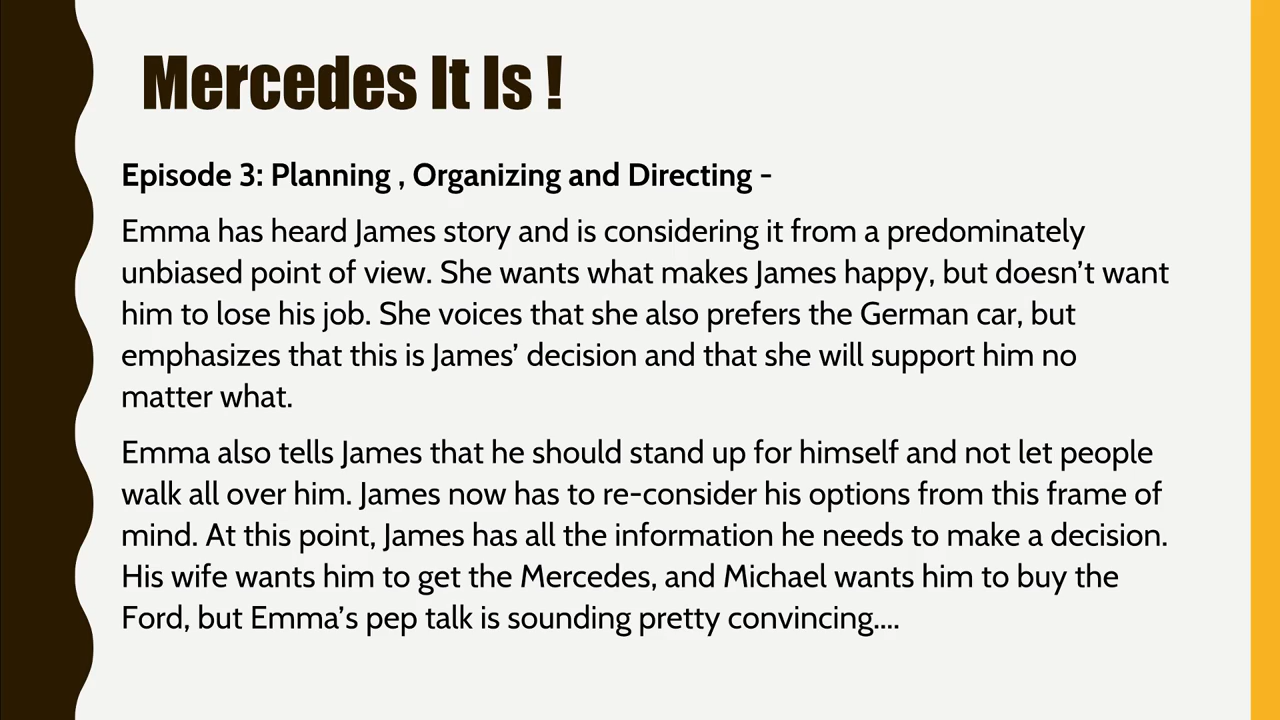 Mercedes It Is !
Episode 3: Planning , Organizing and Directing -
Emma has heard James story and is considering it from a predominately
unbiased point of view. She wants what makes James happy, but doesn’t want
him to lose his job. She voices that she also prefers the German car, but
emphasizes that this is James’ decision and that she will support him no
matter what.
Emma also tells James that he should stand up for himself and not let people
walk all over him. James now has to re-consider his options from this frame of
mind. At this point, James has all the information he needs to make a decision.
His wife wants him to get the Mercedes, and Michael wants him to buy the
Ford, but Emma’s pep talk is sounding pretty convincing....